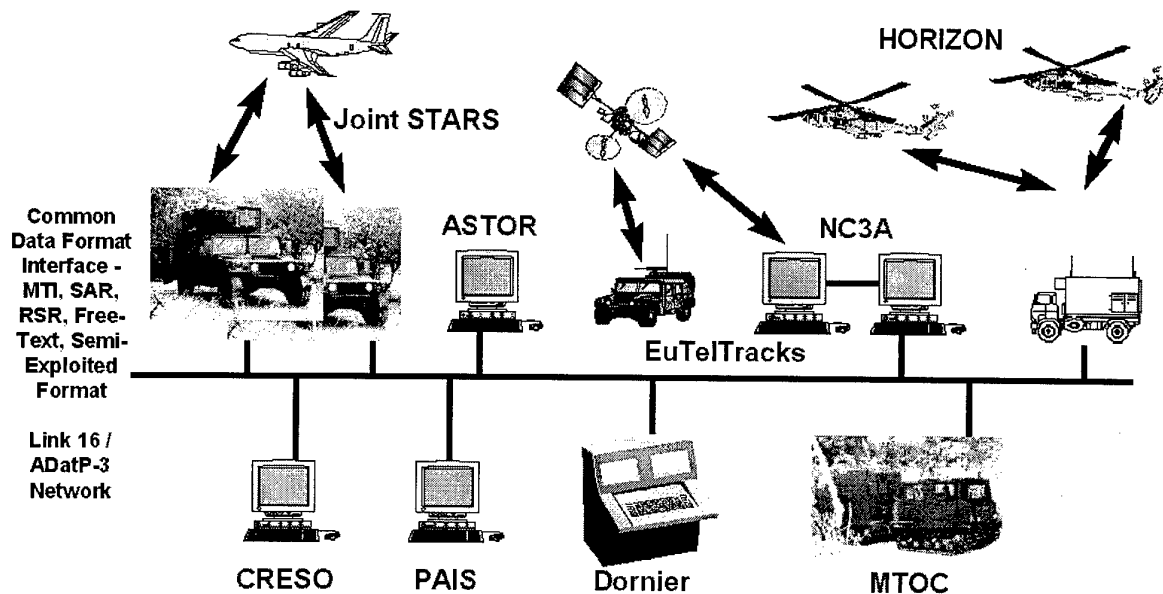 HORIZON
Joint STARS
Common
Data Format
Interface -
MTI, SAR,
RSR, Free-
Text, Semi-
Exploited
Format
Link 16 /
ADatP-3
Network
ASTOR
NC3A
EuTelTracks
CRESO
PAIS
Dornier
MTOC